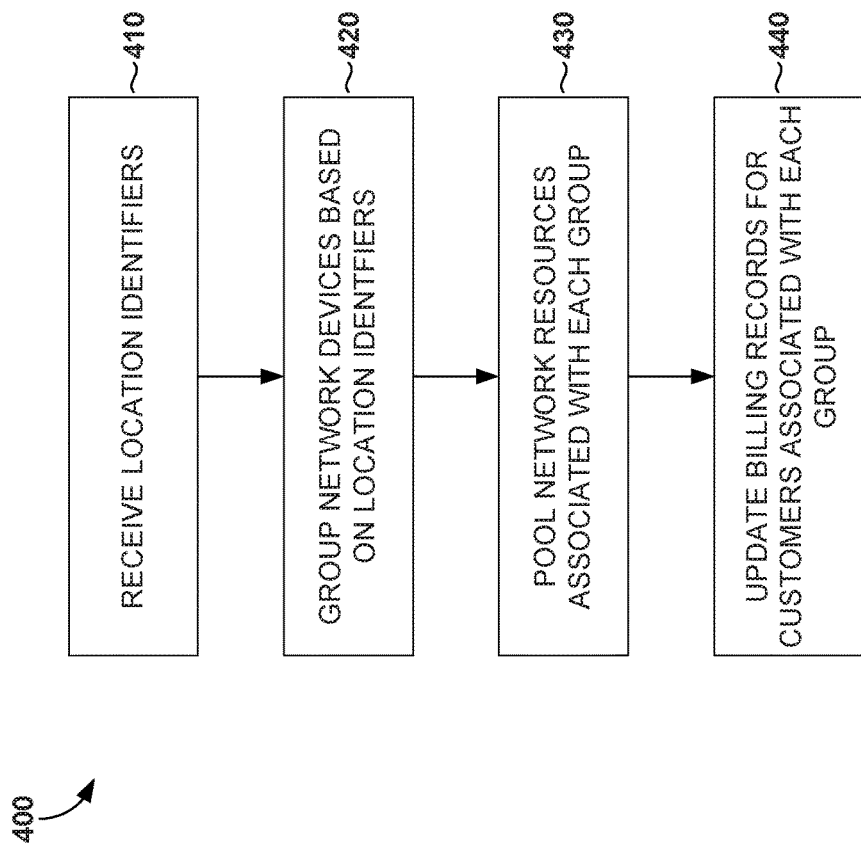 400
RECEIVE LOCATION IDENTIFIERS
410
GROUP NETWORK DEVICES BASED
ON LOCATION IDENTFIERS
420
POOL NETWORK RESOURCES
ASSOCIATED WITH EACH GROUP
430
UPDATE BILLING RECORDS FOR
CUSTOMERS ASSOCIATED WITH EACH
GROUP
440